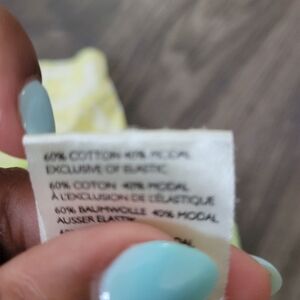 60% COTTON 40% MODAL
EXCLUSIVE OF ELASTIC
60% COTON 40% MODAL
À L'EXCLUSION DE L'ÉLASTIQUE
60% BAUMWOLLE 40% MODAL
AUSSER ELASTIK